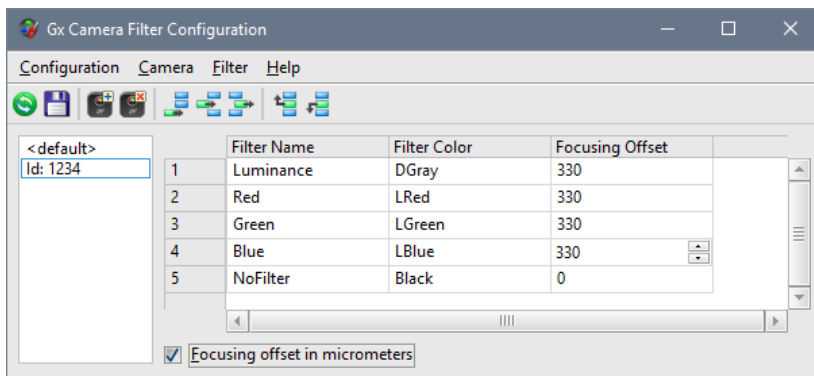 Gx Camera Filter Configuration
Configuration Camera Filter Help
<default>
Id: 1234
Filter Name Filter Color Focusing Offset
1 Luminance DGray 330
2 Red LRed 330
3 Green LGreen 330
4 Blue LBlue 330
5 NoFilter Black 0
Focusing offset in micrometers